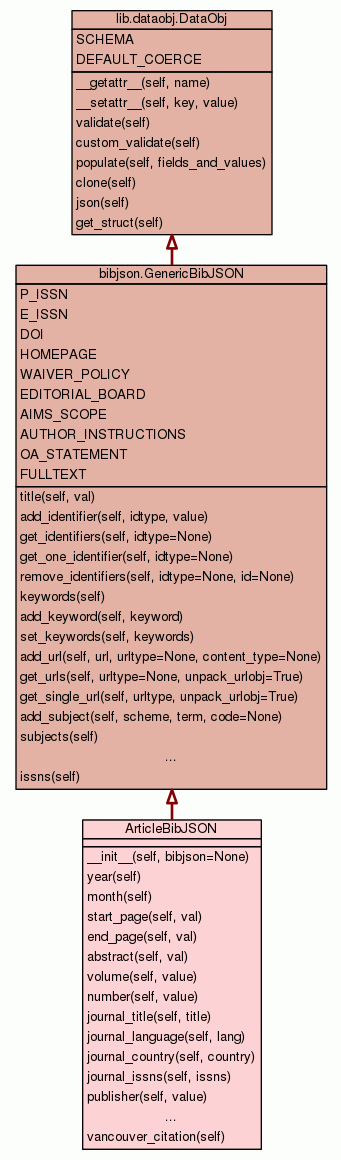 lib.dataobj.DataObj
SCHEMA
DEFAULT_COERCE
__getattr__(self, name)
__setattr__(self, key, value)
validate(self)
custom_validate(self)
populate(self, fields_and_values)
clone(self)
json(self)
get_struct(self)
bibjson.GenericBibJSON
P_ISSN
E_ISSN
DOI
HOMEPAGE
WAIVER_POLICY
EDITORIAL_BOARD
AIMS_SCOPE
AUTHOR_INSTRUCTIONS
OA_STATEMENT
FULLTEXT
title(self, val)
add_identifier(self, idtype, value)
get_identifiers(self, idtype=None)
get_one_identifier(self, idtype=None)
remove_identifiers(self, idtype=None, id=None)
keywords(self)
add_keyword(self, keyword)
set_keywords(self, keywords)
add_url(self, url, urltype=None, content_type=None)
get_urls(self, urltype=None, unpack_urlobj=True)
get_single_url(self, urltype, unpack_urlobj=True)
add_subject(self, scheme, term, code=None)
subjects(self)
...
issns(self)
ArticleBibJSON
__init__(self, bibjson=None)
year(self)
month(self)
start_page(self, val)
end_page(self, val)
abstract(self, val)
volume(self, value)
number(self, value)
journal_title(self, title)
journal_language(self, lang)
journal_country(self, country)
journal_issns(self, issns)
publisher(self, value)
...
vancouver_citation(self)